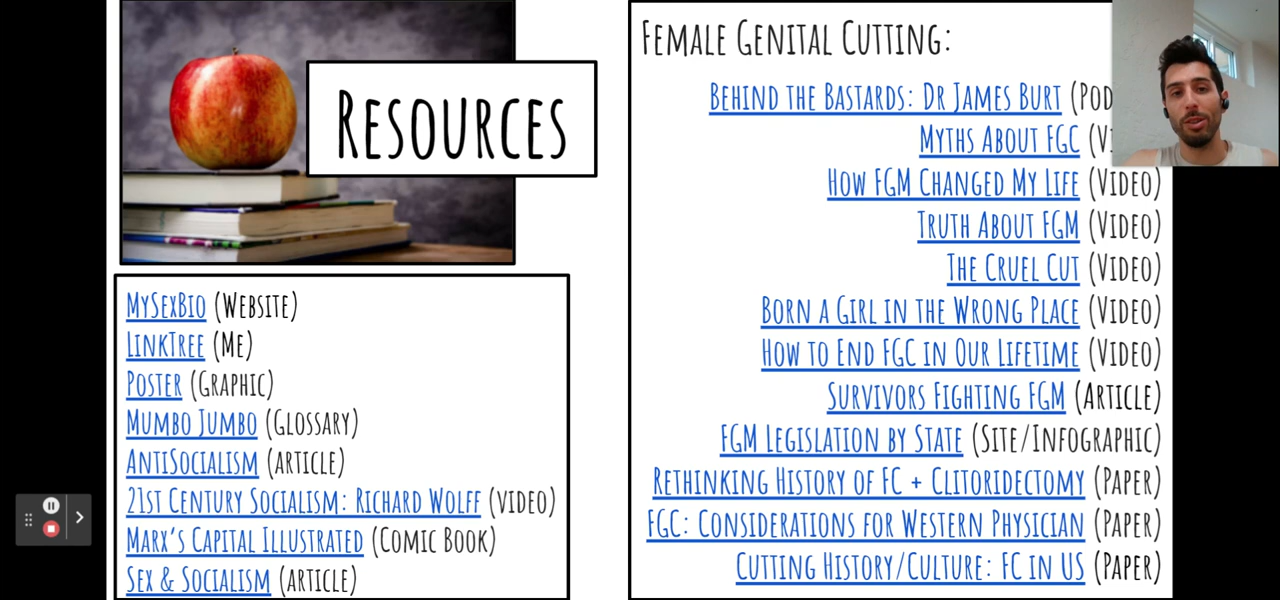 Resources
MySexBio (Website)
LinkTree (Me)
Poster (Graphic)
Mumbo Jumbo (Glossary)
AntiSocialism (article)
21st Century Socialism: Richard Wolff (video)
Marx's Capital Illustrated (Comic Book)
Sex & Socialism (article)
Female Genital Cutting:
Behind the Bastards: Dr James Burt
Myths About FGC
How FGM Changed My Life (Video)
Truth About FGM (Video)
The Cruel Cut (Video)
Born a Girl in the Wrong Place (Video)
How to End FGC in Our Lifetime (Video)
Survivors Fighting FGM (Article)
FGM Legislation by State (Site/Infographic)
Rethinking History of FC + Clitoridectomy (Paper)
FGC: Considerations for Western Physician (Paper)
Cutting History/Culture: FC in US (Paper)